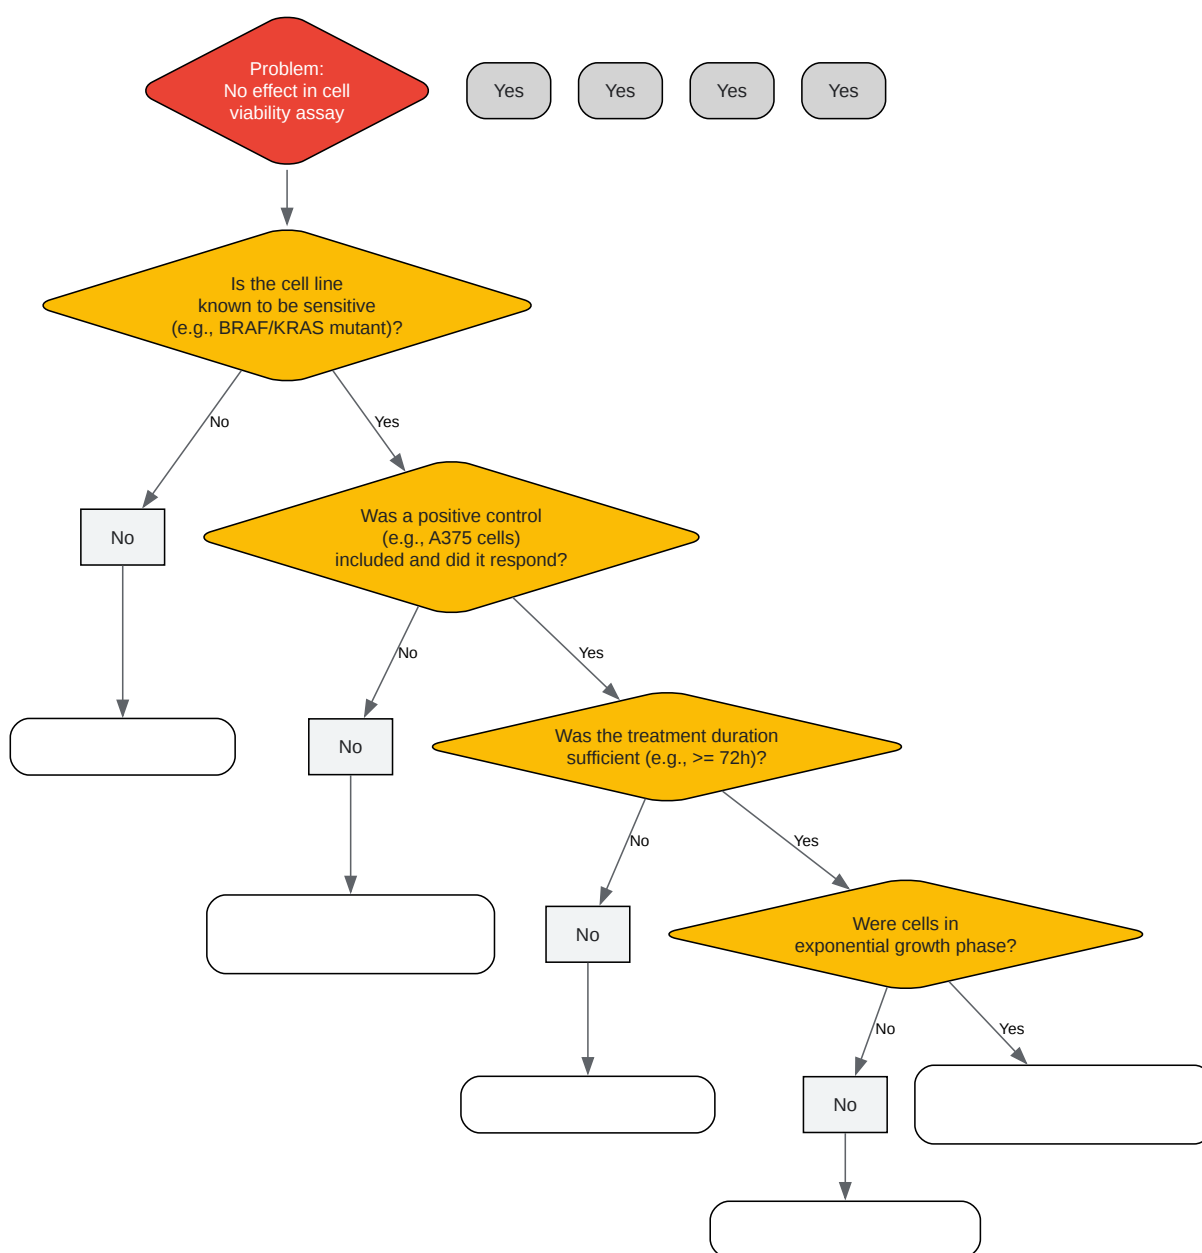 Problem:
No effect in cell
viability assay
Yes
Yes
Yes
Yes
Is the cell line
known to be sensitive
(e.g., BRAF/KRAS mutant)?
No
Yes
No
Was a positive control
(e.g., A375 cells)
included and did it respond?
No
Yes
No
Was the treatment duration
sufficient (e.g., >= 72h)?
No
Yes
No
Were cells in
exponential growth phase?
No
Yes
No